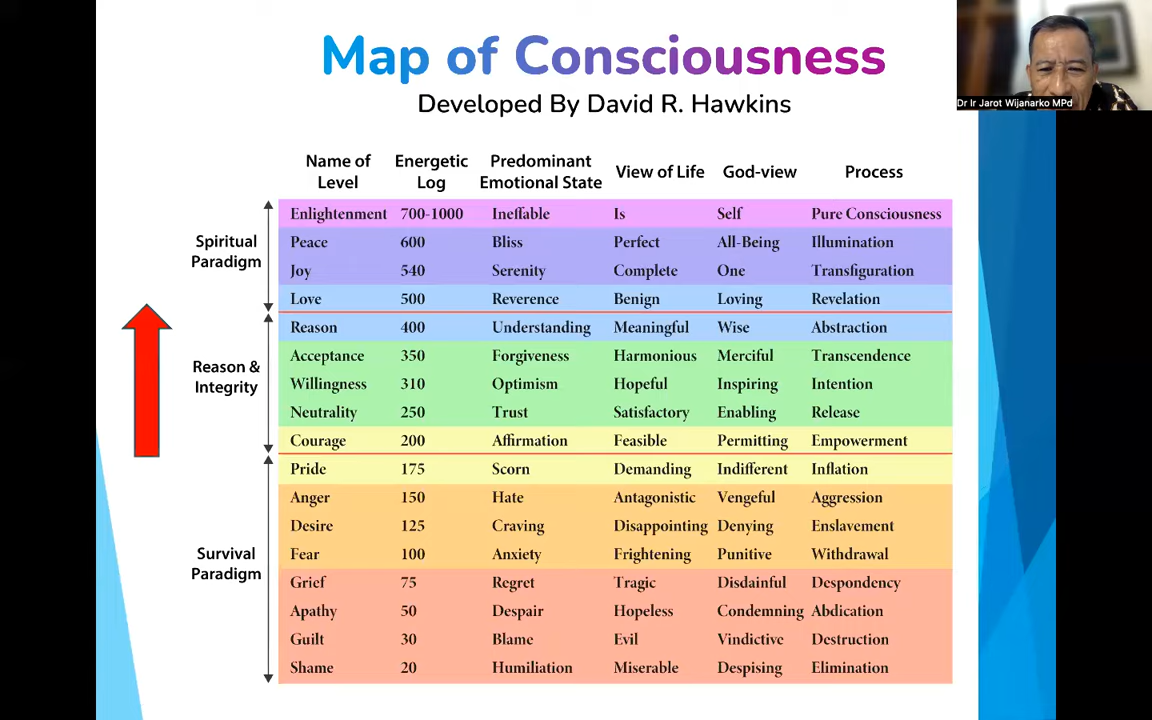 Map of Consciousness
Developed By David R. Hawkins
Dr Ir Jarot Wijanarko MPd
Name of Level Energetic Log Predominant Emotional State View of Life God-view Process
Spiritual Paradigm
Enlightenment 700-1000 Ineffable Is Self Pure Consciousness
Peace 600 Bliss Perfect All-Being Illumination
Joy 540 Serenity Complete One Transfiguration
Love 500 Reverence Benign Loving Revelation
Reason & Integrity
Reason 400 Understanding Meaningful Wise Abstraction
Acceptance 350 Forgiveness Harmonious Merciful Transcendence
Willingness 310 Optimism Hopeful Inspiring Intention
Neutrality 250 Trust Satisfactory Enabling Release
Courage 200 Affirmation Feasible Permitting Empowerment
Survival Paradigm
Pride 175 Scorn Demanding Indifferent Inflation
Anger 150 Hate Antagonistic Vengeful Aggression
Desire 125 Craving Disappointing Denying Enslavement
Fear 100 Anxiety Frightening Punitive Withdrawal
Grief 75 Regret Tragic Disdainful Despondency
Apathy 50 Despair Hopeless Condemning Abdication
Guilt 30 Blame Evil Vindictive Destruction
Shame 20 Humiliation Miserable Despising Elimination